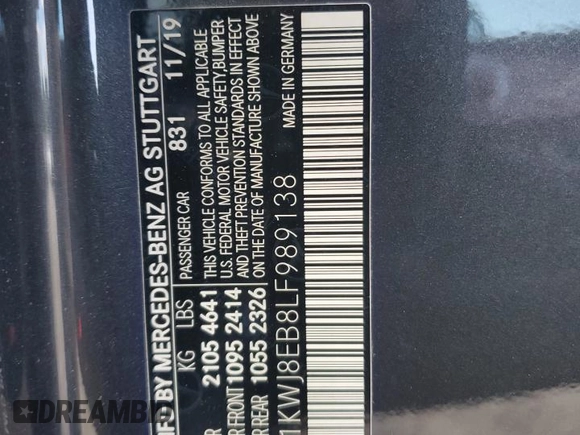 MFD BY MERCEDES-BENZ AG STUTTGART
831 11/19
KG LBS PASSENGER CAR
2105 4641
FRONT 1095 2414
REAR 1055 2326
THIS VEHICLE CONFORMS TO ALL APPLICABLE
U.S. FEDERAL MOTOR VEHICLE SAFETY, BUMPER,
AND THEFT PREVENTION STANDARDS IN EFFECT
ON THE DATE OF MANUFACTURE SHOWN ABOVE
1KWJ8EB8LF989138
MADE IN GERMANY
DREAMBID